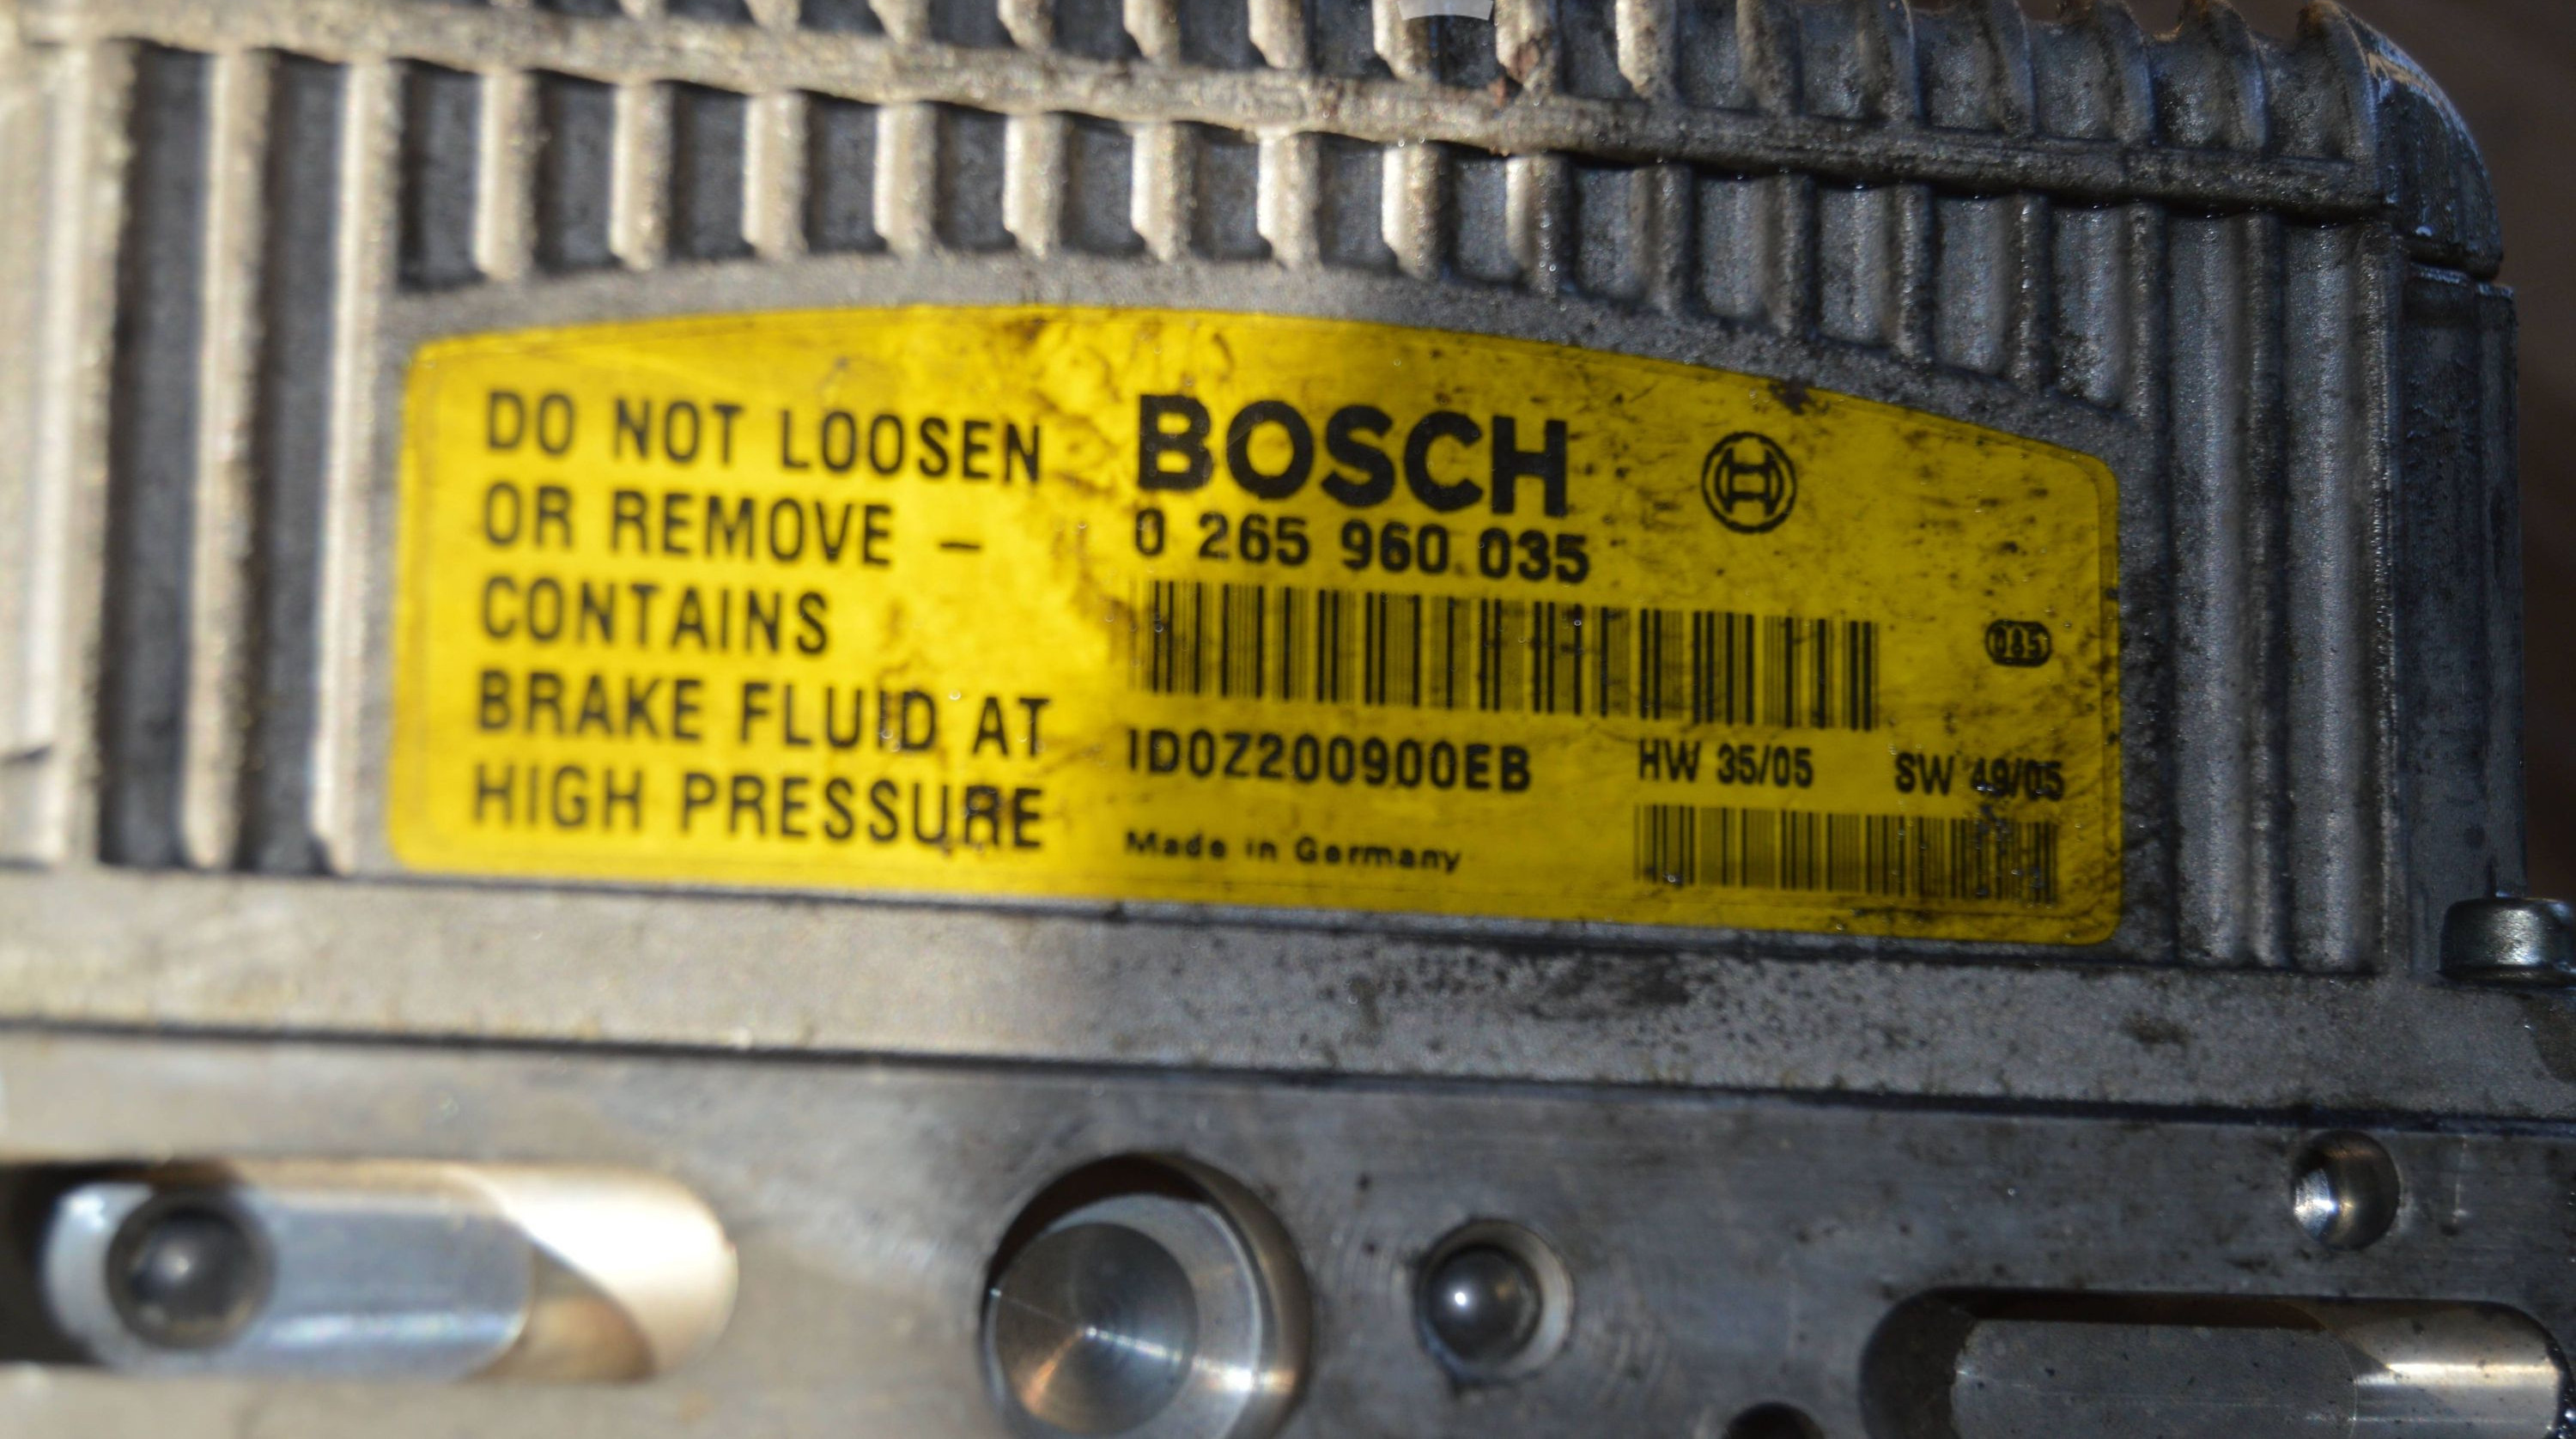 DO NOT LOOSEN
OR REMOVE –
CONTAINS
BRAKE FLUID AT
HIGH PRESSURE
BOSCH
0 265 960 035
085
1D0Z200900EB
HW 35/05 SW 49/05
Made in Germany